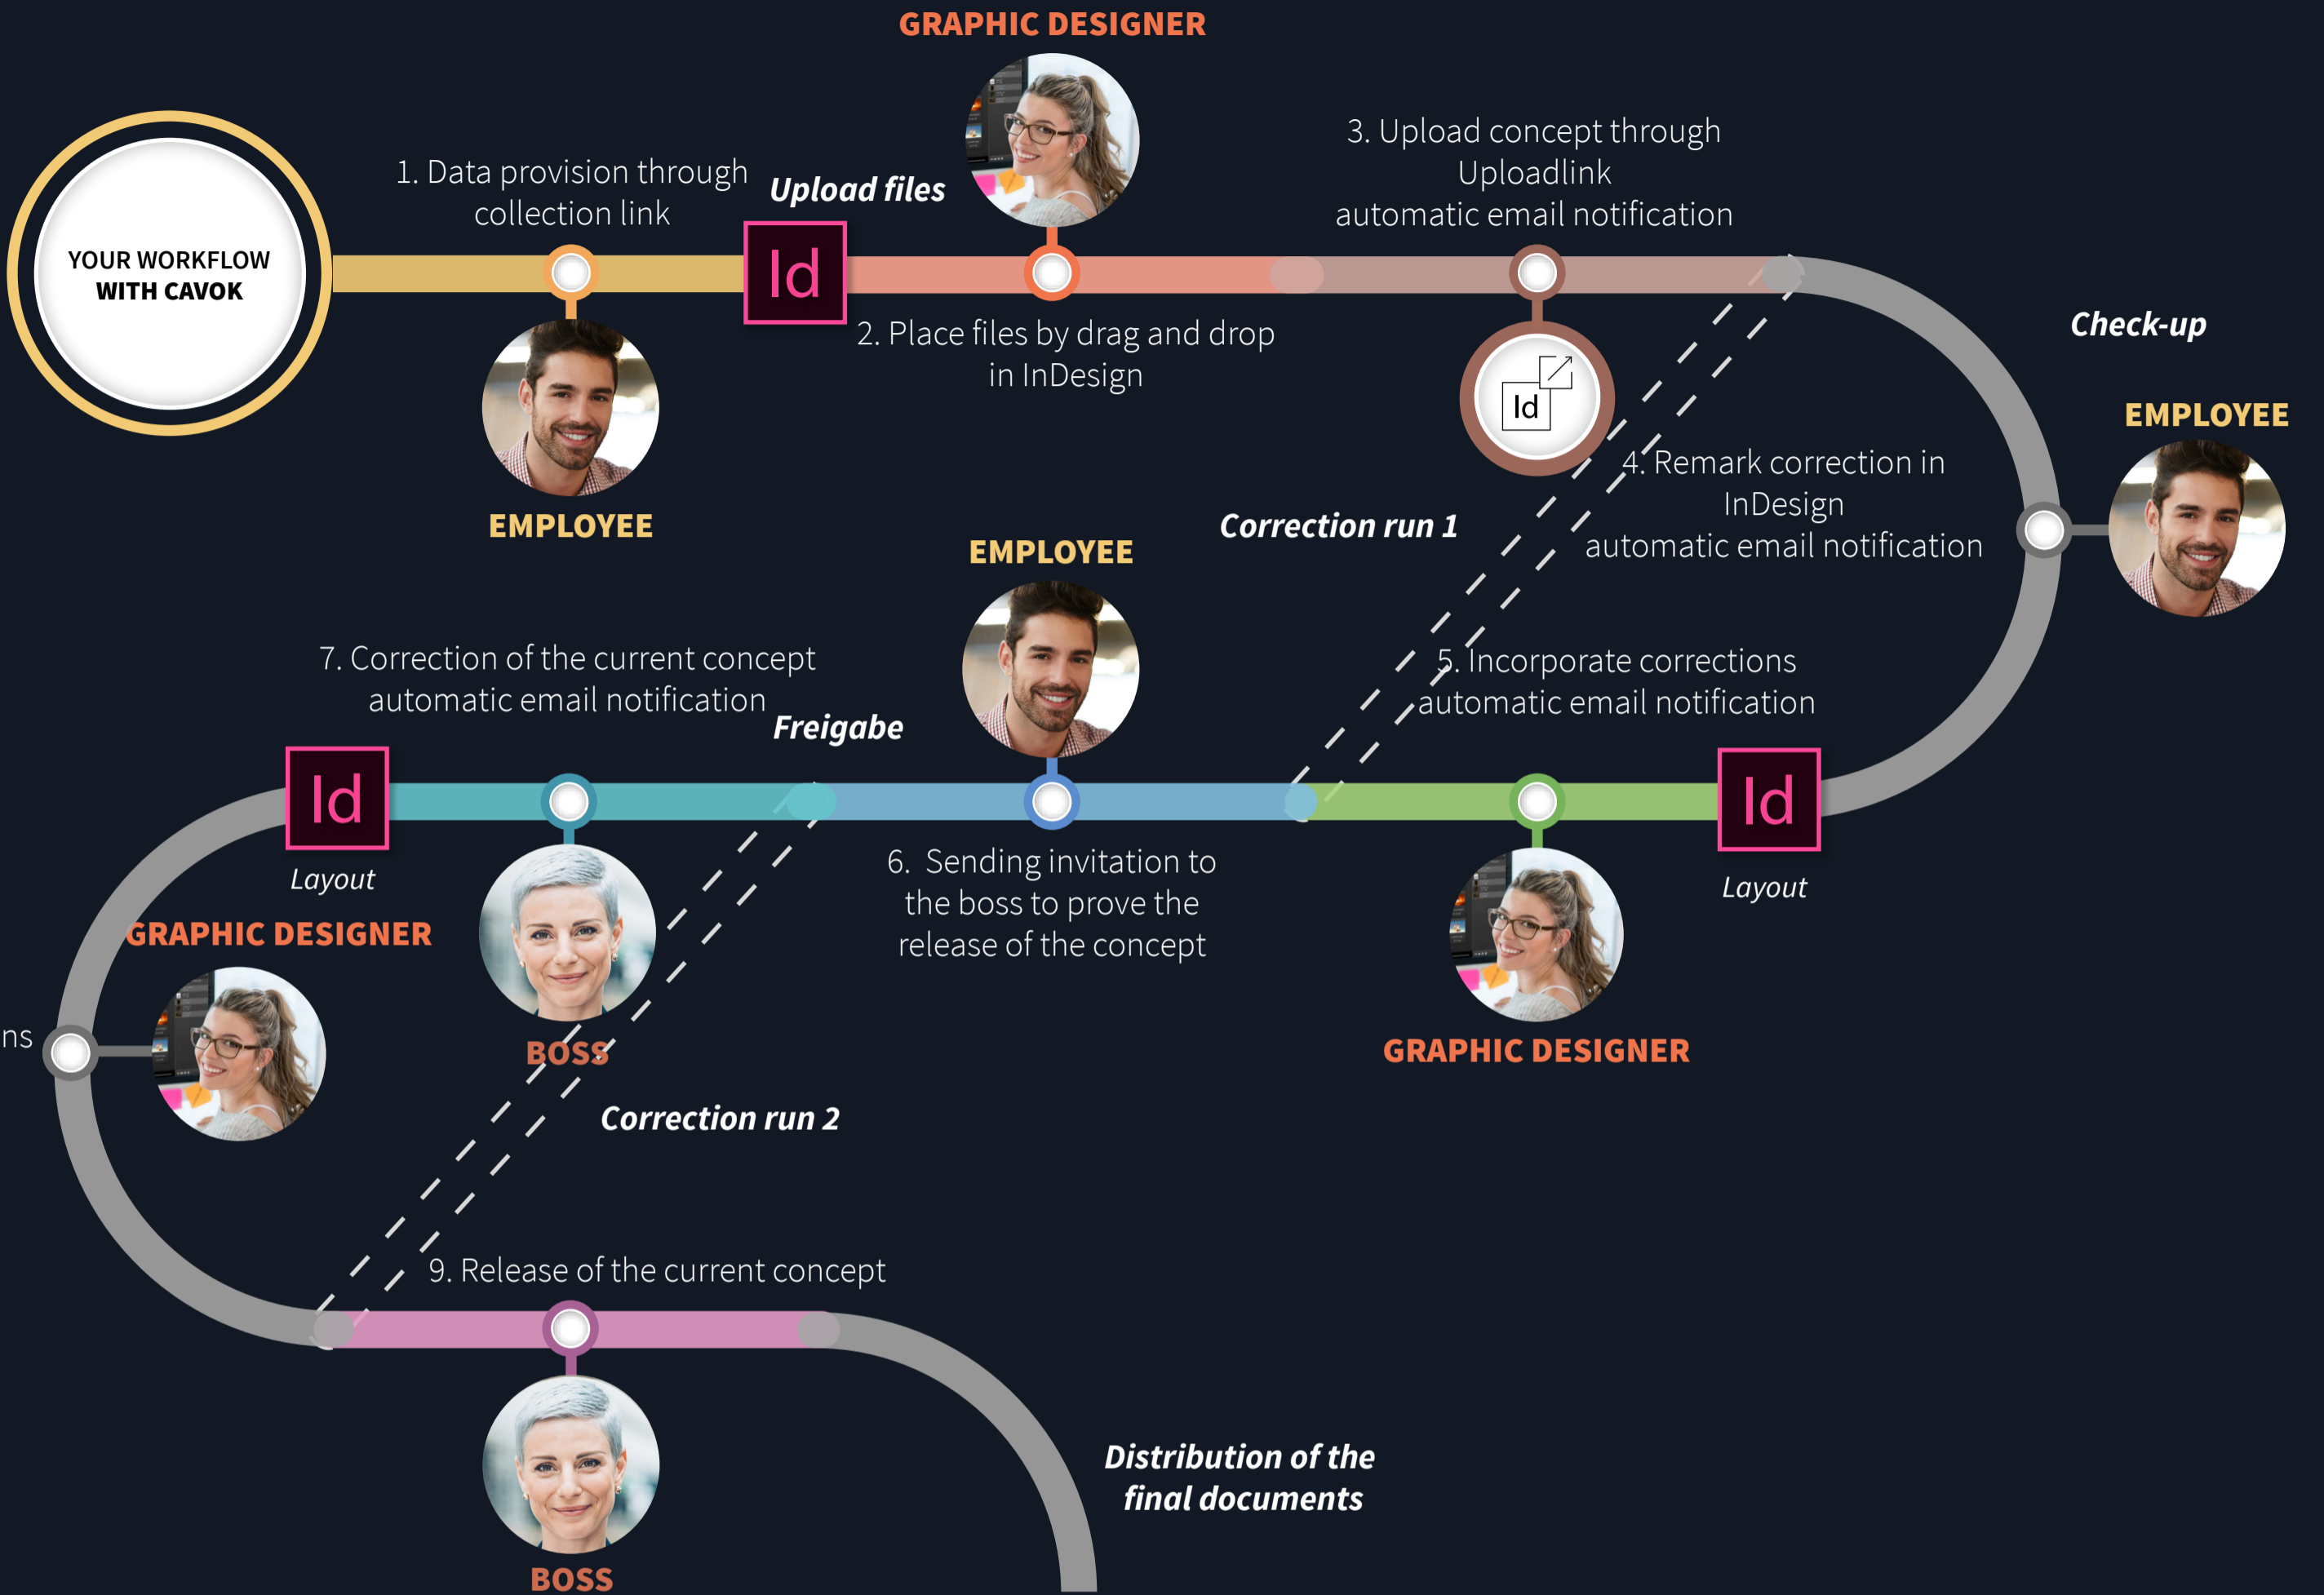 GRAPHIC DESIGNER
YOUR WORKFLOW
WITH CAVOK
1. Data provision through
collection link
Upload files
Id
2. Place files by drag and drop
in InDesign
3. Upload concept through
Uploadlink
automatic email notification
Id
EMPLOYEE
Check-up
EMPLOYEE
4. Remark correction in
InDesign
automatic email notification
Correction run 1
EMPLOYEE
5. Incorporate corrections
automatic email notification
Id
Layout
GRAPHIC DESIGNER
6. Sending invitation to
the boss to prove the
release of the concept
7. Correction of the current concept
automatic email notification
Freigabe
Id
Layout
BOSS
GRAPHIC DESIGNER
ns
Correction run 2
9. Release of the current concept
BOSS
Distribution of the
final documents